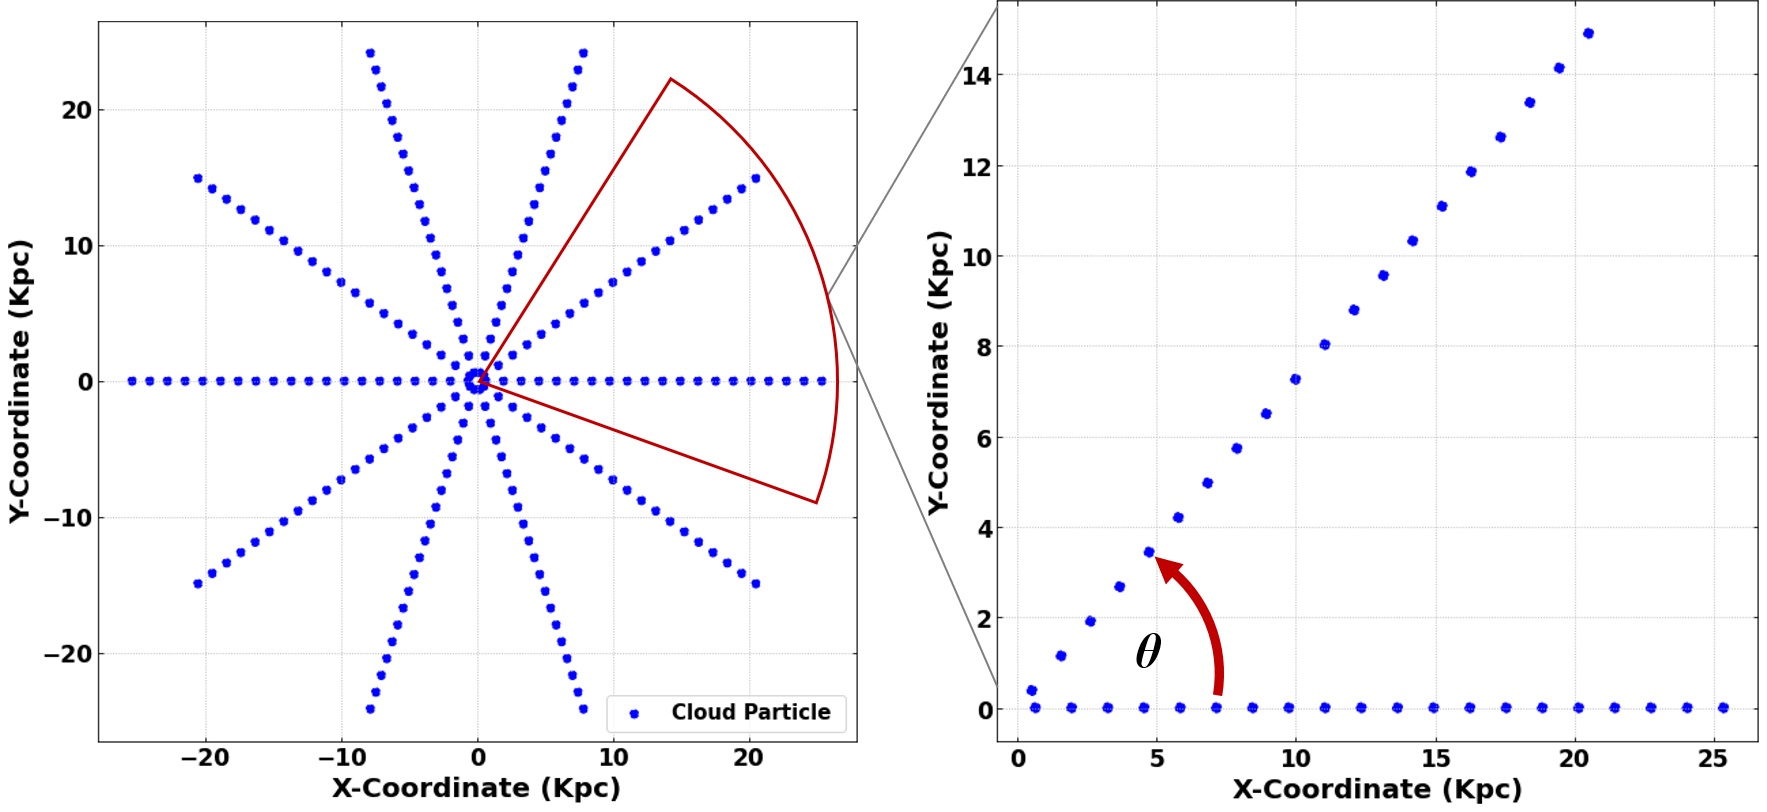 20
10
0
−10
−20
Y-Coordinate (Kpc)
Cloud Particle
−20 −10 0 10 20
X-Coordinate (Kpc)
14
12
10
8
6
4
2
0
Y-Coordinate (Kpc)
θ
0 5 10 15 20 25
X-Coordinate (Kpc)